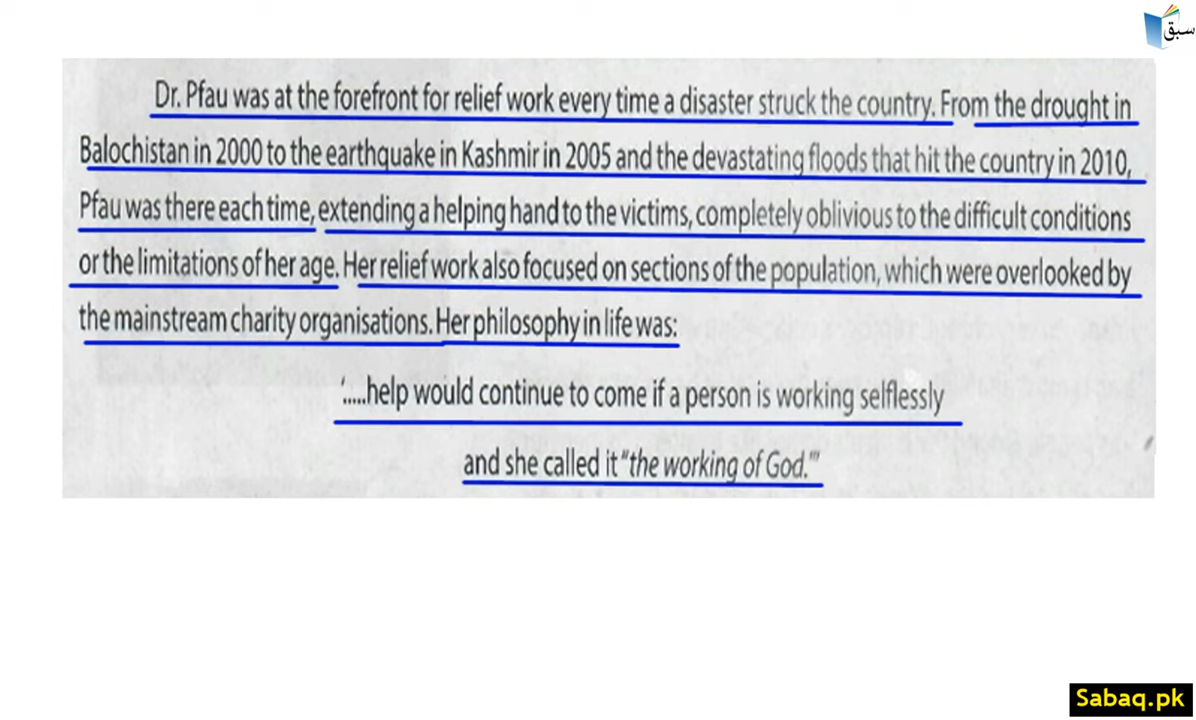 سبق
Dr. Pfau was at the forefront for relief work every time a disaster struck the country. From the drought in
Balochistan in 2000 to the earthquake in Kashmir in 2005 and the devastating floods that hit the country in 2010,
Pfau was there each time, extending a helping hand to the victims, completely oblivious to the difficult conditions
or the limitations of her age. Her relief work also focused on sections of the population, which were overlooked by
the mainstream charity organisations. Her philosophy in life was:
‘.....help would continue to come if a person is working selflessly
and she called it “the working of God.”’
Sabaq.pk